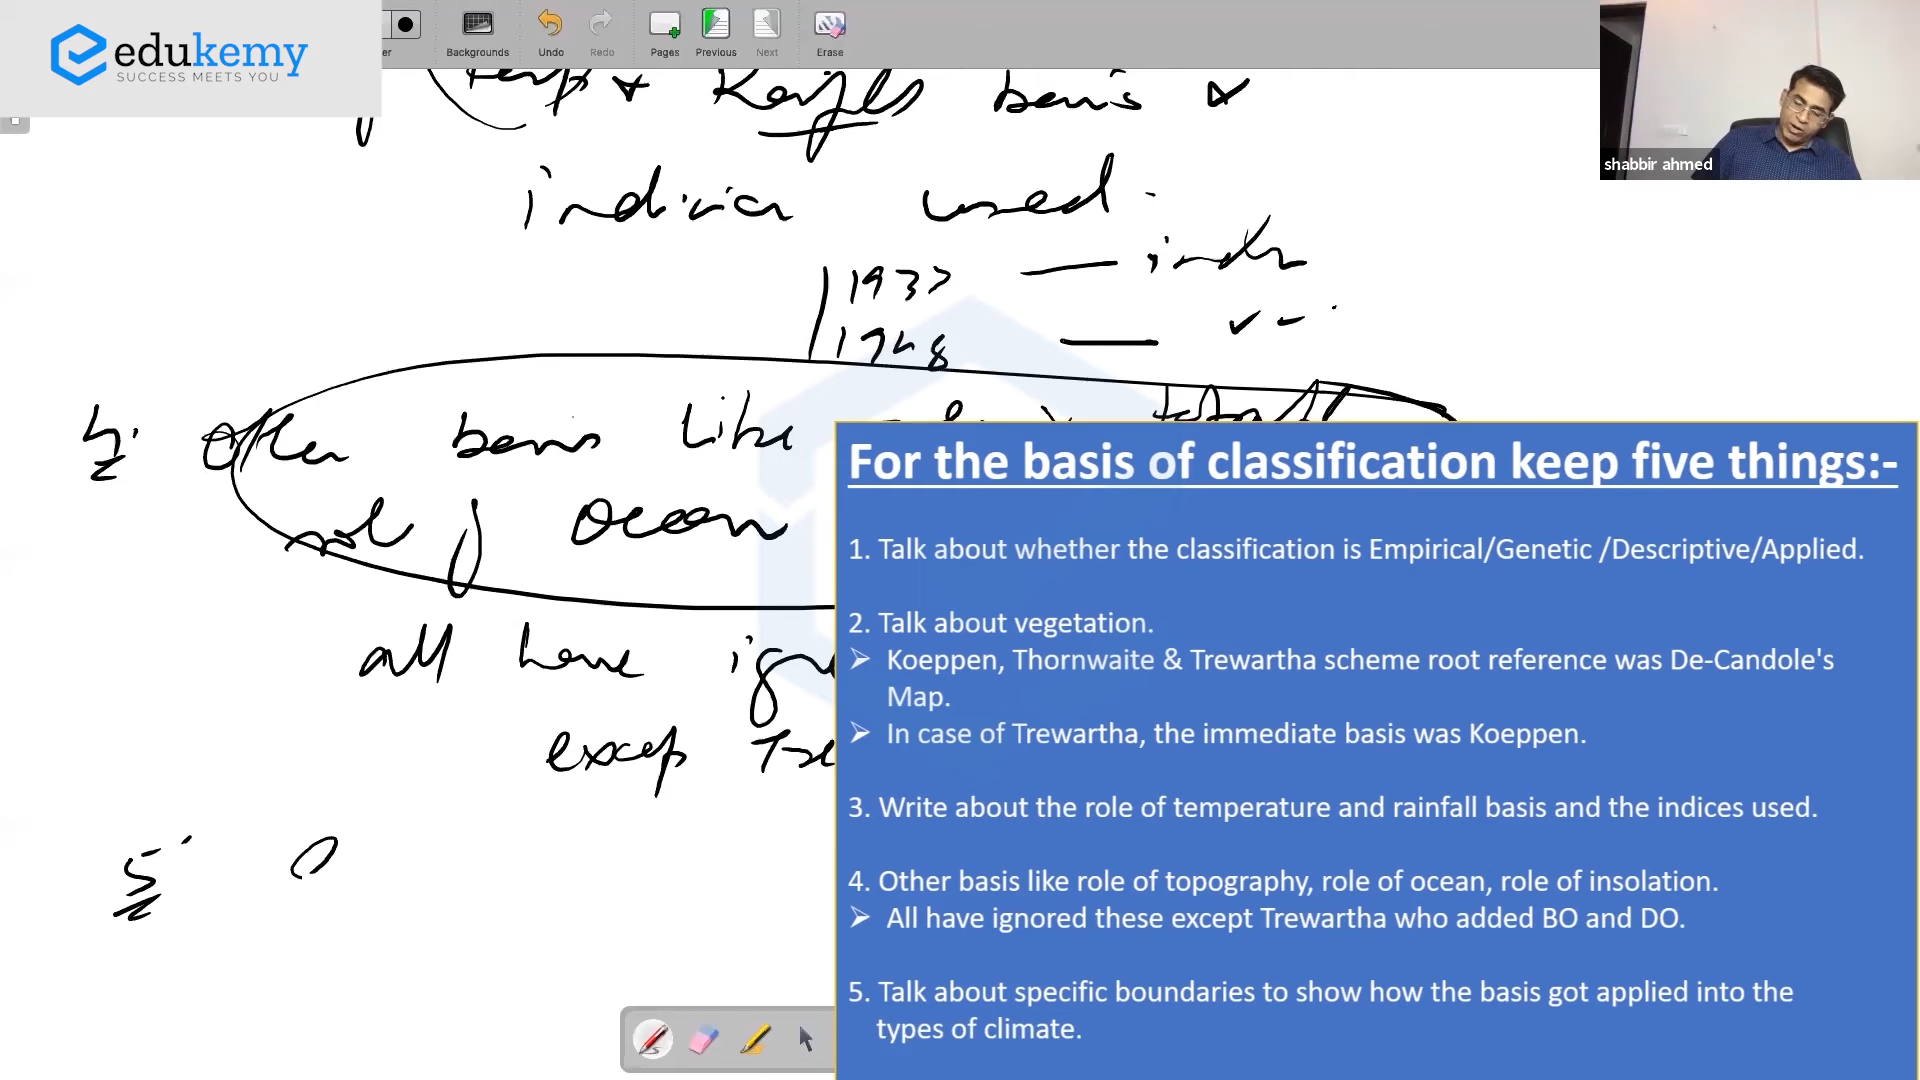 edukemy
SUCCESS MEETS YOU
Backgrounds
Undo
Redo
Pages
Previous
Next
Erase
shabbir ahmed
basis
used.
1948
4. Other basis like
role of ocean
all have
except
5.
For the basis of classification keep five things:-
1. Talk about whether the classification is Empirical/Genetic /Descriptive/Applied.
2. Talk about vegetation.
➢ Koeppen, Thornwaite & Trewartha scheme root reference was De-Candole's
Map.
➢ In case of Trewartha, the immediate basis was Koeppen.
3. Write about the role of temperature and rainfall basis and the indices used.
4. Other basis like role of topography, role of ocean, role of insolation.
➢ All have ignored these except Trewartha who added BO and DO.
5. Talk about specific boundaries to show how the basis got applied into the
types of climate.